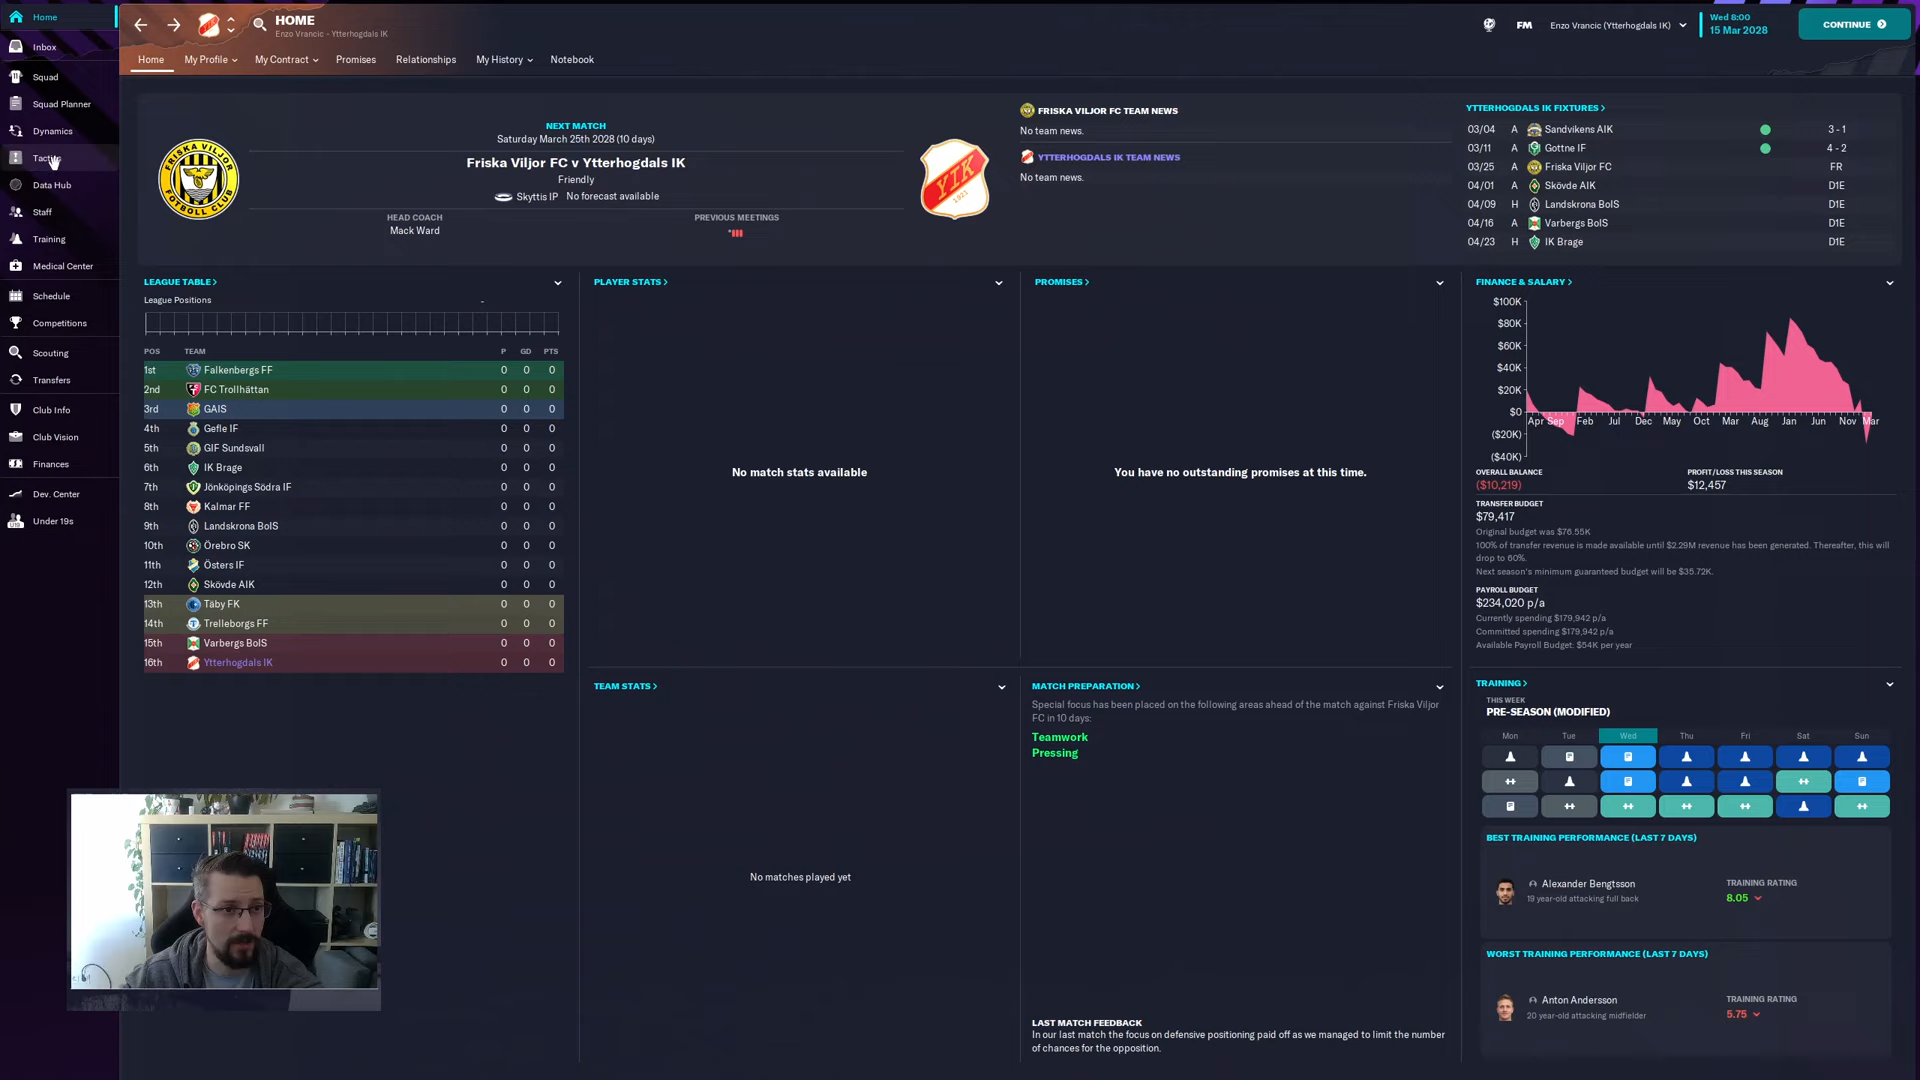 Home
Inbox
Squad
Squad Planner
Dynamics
Data Hub
Staff
Training
Medical Center
Schedule
Competitions
Scouting
Transfers
Club Info
Club Vision
Finances
Dev. Center
Under 19s
HOME
Enzo Vrancic - Ytterhogdals IK
FM
Enzo Vrancic (Ytterhogdals IK)
Wed 8:00
15 Mar 2028
CONTINUE
Home My Profile My Contract Promises Relationships My History Notebook
NEXT MATCH
Saturday March 25th 2028 (10 days)
Friska Viljor FC v Ytterhogdals IK
Friendly
Skyttis IP No forecast available
HEAD COACH
Mack Ward
PREVIOUS MEETINGS
FRISKA VILJOR FC TEAM NEWS
No team news.
YTTERHOGDALS IK TEAM NEWS
No team news.
YTTERHOGDALS IK FIXTURES >
03/04 A Sandvikens AIK 3 - 1
03/11 A Gottne IF 4 - 2
03/25 A Friska Viljor FC FR
04/01 A Skövde AIK D1E
04/09 H Landskrona BoIS D1E
04/16 A Varbergs BoIS D1E
04/23 H IK Brage D1E
LEAGUE TABLE >
League Positions -
POS TEAM P GD PTS
1st Falkenbergs FF 0 0 0
2nd FC Trollhättan 0 0 0
3rd GAIS 0 0 0
4th Gefle IF 0 0 0
5th GIF Sundsvall 0 0 0
6th IK Brage 0 0 0
7th Jönköpings Södra IF 0 0 0
8th Kalmar FF 0 0 0
9th Landskrona BoIS 0 0 0
10th Örebro SK 0 0 0
11th Östers IF 0 0 0
12th Skövde AIK 0 0 0
13th Täby FK 0 0 0
14th Trelleborgs FF 0 0 0
15th Varbergs BoIS 0 0 0
16th Ytterhogdals IK 0 0 0
PLAYER STATS >
No match stats available
PROMISES >
You have no outstanding promises at this time.
FINANCE & SALARY >
$100K
$80K
$60K
$40K
$20K
$0
($20K)
($40K)
Apr Sep Feb Jul Dec May Oct Mar Aug Jan Jun Nov Mar
OVERALL BALANCE
($10,219)
PROFIT/LOSS THIS SEASON
$12,457
TRANSFER BUDGET
$79,417
Original budget was $76.55K
100% of transfer revenue is made available until $2.29M revenue has been generated. Thereafter, this will
drop to 60%.
Next season's minimum guaranteed budget will be $35.72K.
PAYROLL BUDGET
$234,020 p/a
Currently spending $179,942 p/a
Committed spending $179,942 p/a
Available Payroll Budget: $54K per year
TEAM STATS >
No matches played yet
MATCH PREPARATION >
Special focus has been placed on the following areas ahead of the match against Friska Viljor
FC in 10 days:
Teamwork
Pressing
LAST MATCH FEEDBACK
In our last match the focus on defensive positioning paid off as we managed to limit the number
of chances for the opposition.
TRAINING >
THIS WEEK
PRE-SEASON (MODIFIED)
Mon Tue Wed Thu Fri Sat Sun
BEST TRAINING PERFORMANCE (LAST 7 DAYS)
Alexander Bengtsson
19 year-old attacking full back
TRAINING RATING
8.05
WORST TRAINING PERFORMANCE (LAST 7 DAYS)
Anton Andersson
20 year-old attacking midfielder
TRAINING RATING
5.75